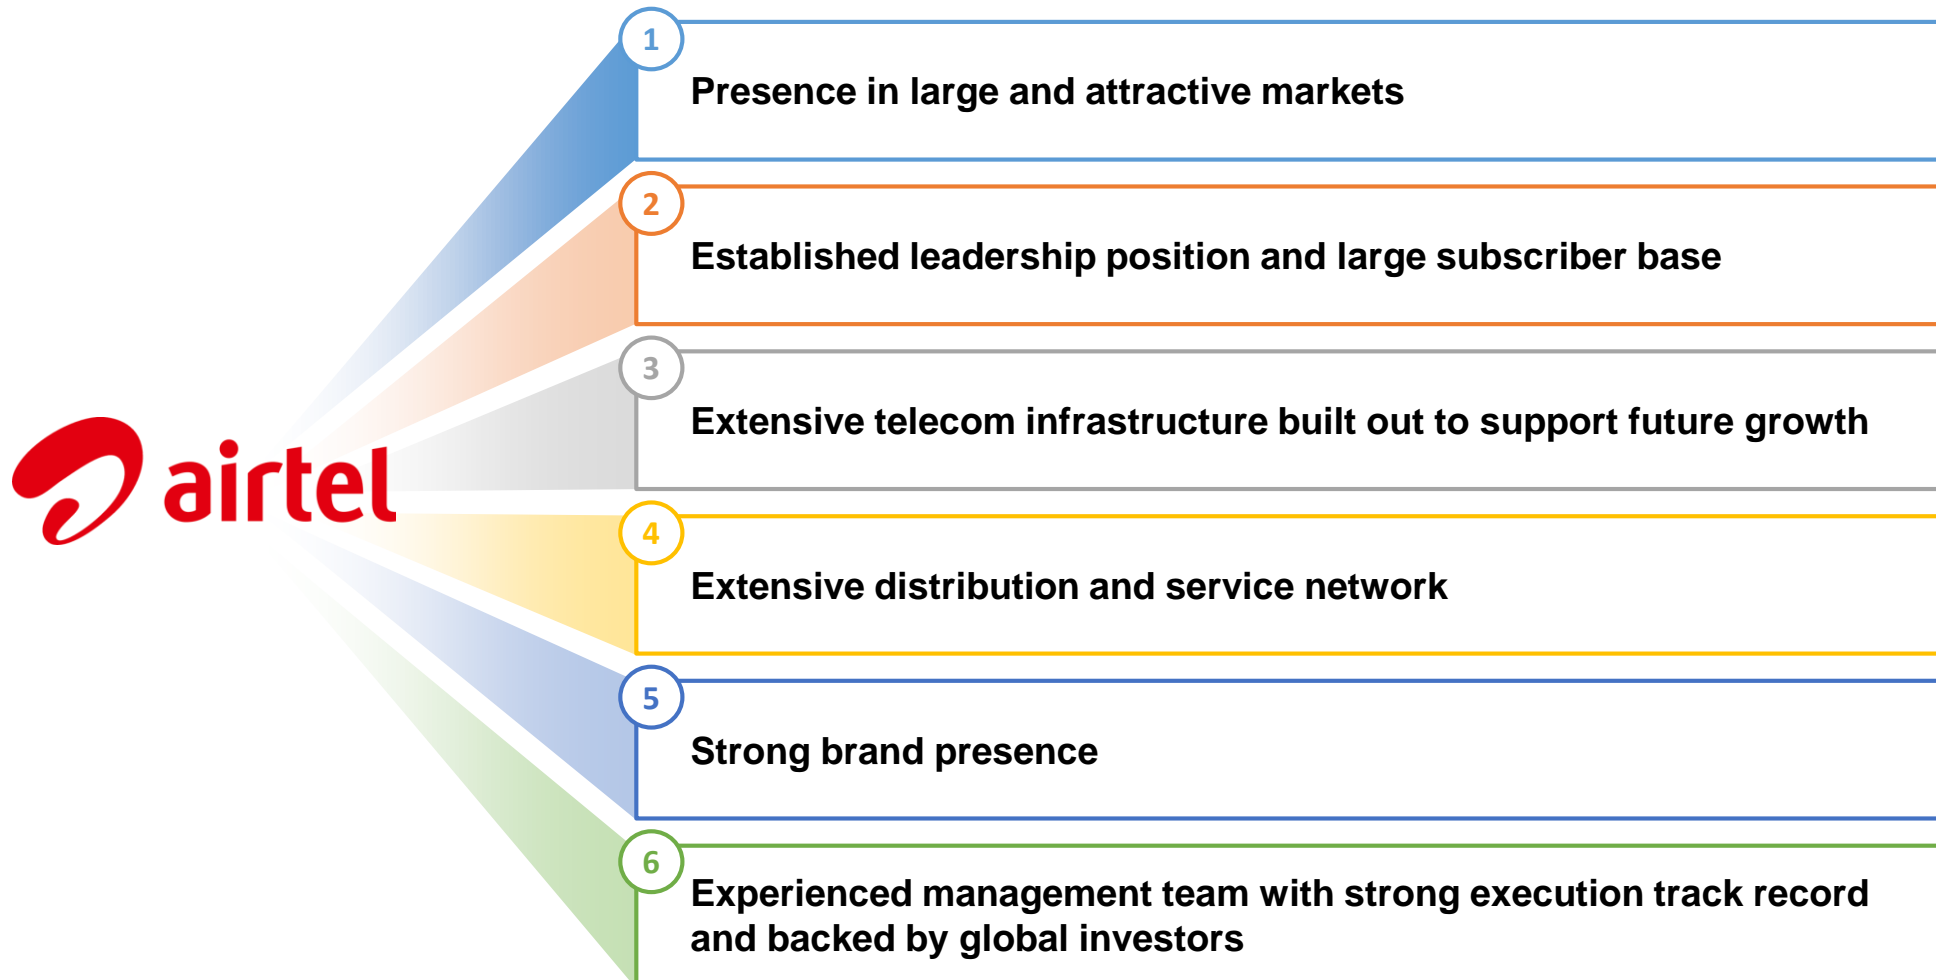 1
Presence in large and attractive markets
2
Established leadership position and large subscriber base
3
Extensive telecom infrastructure built out to support future growth
airtel
4
Extensive distribution and service network
5
Strong brand presence
6
Experienced management team with strong execution track record
and backed by global investors